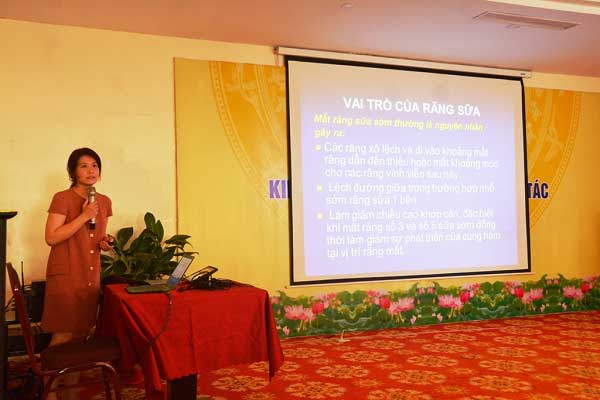 VAI TRÒ CỦA RĂNG SỮA
Mất răng sữa sớm thường là nguyên nhân
gây ra:
Các răng xô lệch và di vào khoảng mất
răng dẫn đến thiếu hoặc mất khoảng mọc
cho các răng vĩnh viễn sau này.
Lệch đường giữa trong trường hợp nhổ
sớm răng sữa 1 bên.
Làm giảm chiều cao khớp cắn, đặc biệt
khi mất răng số 3 và số 5 sữa sớm đồng
thời làm giảm sự phát triển của cung hàm
tại vị trí răng mất.
KI
TÁC